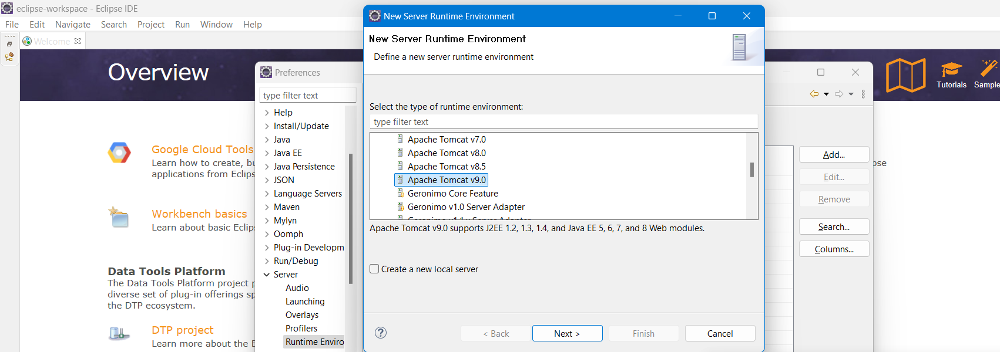 eclipse-workspace - Eclipse IDE
File Edit Navigate Search Project Run Window Help
Welcome
Overview
Tutorials
Sample
Google Cloud Tools
Learn how to create, bu
applications from Eclips
Workbench basics
Learn about basic Eclips
Data Tools Platform
The Data Tools Platform project p
diverse set of plug-in offerings sp
the DTP ecosystem.
DTP project
Learn more about the E
Preferences
type filter text
Help
Install/Update
Java
Java EE
Java Persistence
JSON
Language Servers
Maven
Mylyn
Oomph
Plug-in Developm
Run/Debug
Server
Audio
Launching
Overlays
Profilers
Runtime Enviro
New Server Runtime Environment
New Server Runtime Environment
Define a new server runtime environment
Select the type of runtime environment:
type filter text
Apache Tomcat v7.0
Apache Tomcat v8.0
Apache Tomcat v8.5
Apache Tomcat v9.0
Geronimo Core Feature
Geronimo v1.0 Server Adapter
Geronimo v1.1.x Server Adapter
Apache Tomcat v9.0 supports J2EE 1.2, 1.3, 1.4, and Java EE 5, 6, 7, and 8 Web modules.
Create a new local server
< Back
Next >
Finish
Cancel
Add...
Edit...
Remove
Search...
Columns...
pse